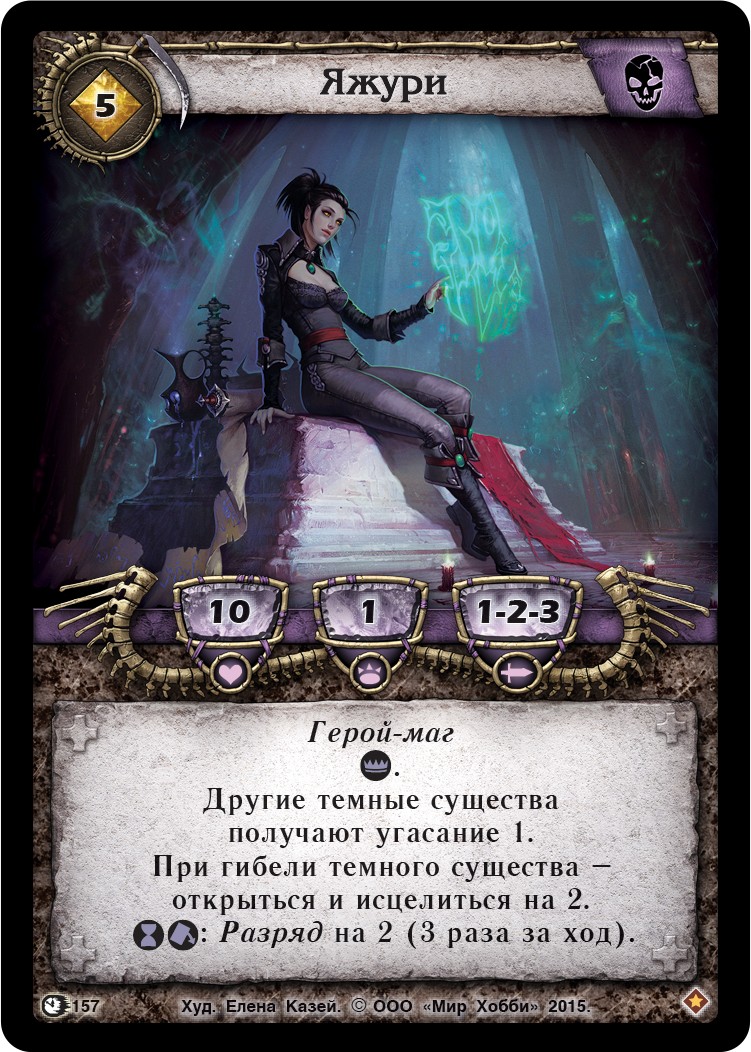 5
Яжури
10
1
1-2-3
Герой-маг
.
Другие темные существа
получают угасание 1.
При гибели темного существа –
открыться и исцелиться на 2.
: Разряд на 2 (3 раза за ход).
157
Худ. Елена Казей. © ООО «Мир Хобби» 2015.